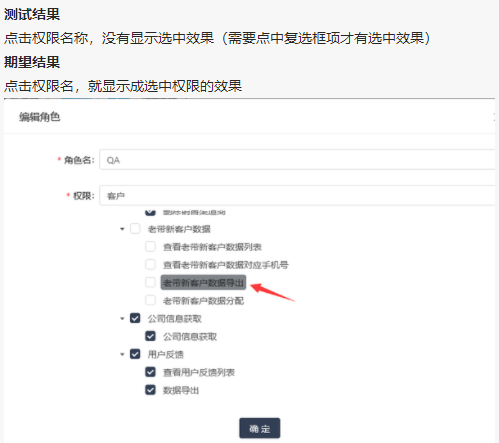 测试结果
点击权限名称，没有显示选中效果（需要点中复选框项才有选中效果）
期望结果
点击权限名，就显示成选中权限的效果
编辑角色
* 角色名: QA
* 权限: 客户
老带新客户数据
查看老带新客户数据列表
查看老带新客户数据对应手机号
老带新客户数据导出
老带新客户数据分配
公司信息获取
公司信息获取
用户反馈
查看用户反馈列表
数据导出
确 定